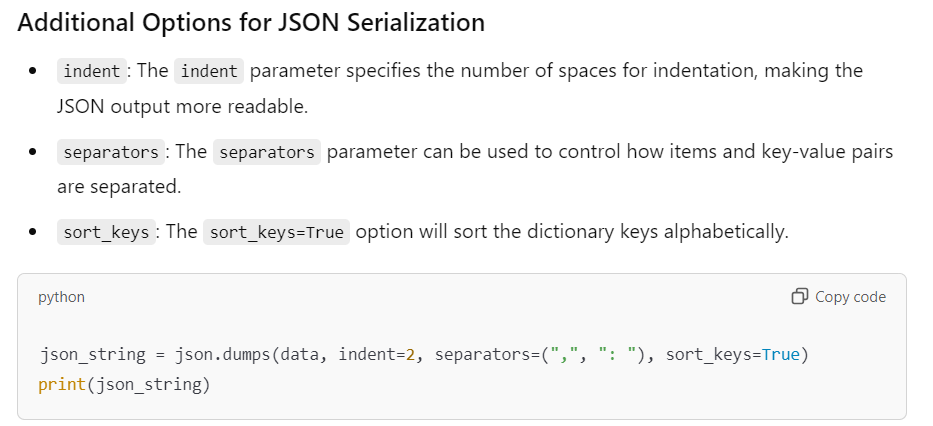 Additional Options for JSON Serialization
• indent: The indent parameter specifies the number of spaces for indentation, making the
JSON output more readable.
• separators: The separators parameter can be used to control how items and key-value pairs
are separated.
• sort_keys: The sort_keys=True option will sort the dictionary keys alphabetically.
python Copy code
json_string = json.dumps(data, indent=2, separators=(",", ": "), sort_keys=True)
print(json_string)